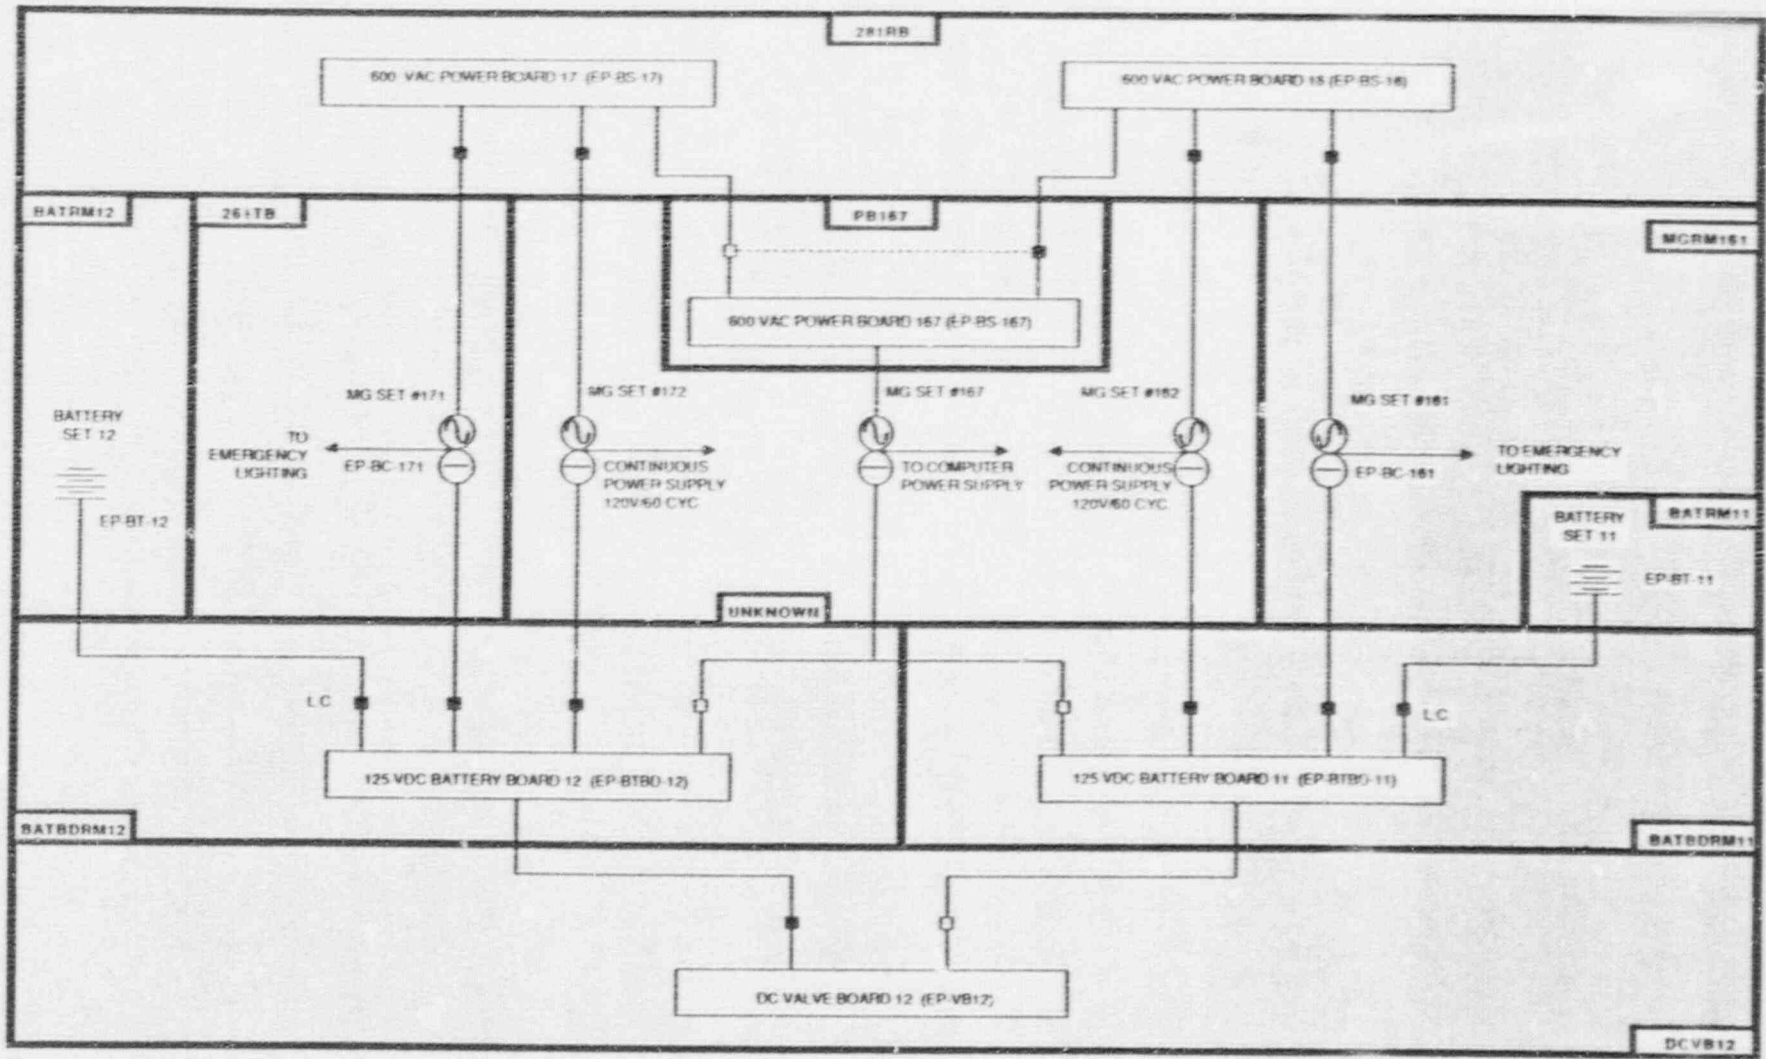 281RB
600 VAC POWER BOARD 17 (EP-BS-17)
600 VAC POWER BOARD 16 (EP-BS-16)
BATRM12
261TB
PB167
MGRM161
600 VAC POWER BOARD 167 (EP-BS-167)
MG SET #171
MG SET #172
MG SET #167
MG SET #162
MG SET #161
BATTERY
SET 12
TO
EMERGENCY
LIGHTING
EP-BC-171
CONTINUOUS
POWER SUPPLY
120V/60 CYC.
TO COMPUTER
POWER SUPPLY
CONTINUOUS
POWER SUPPLY
120V/60 CYC.
EP-BC-161
TO EMERGENCY
LIGHTING
EP-BT-12
BATRM11
BATTERY
SET 11
EP-BT-11
UNKNOWN
LC
LC
125 VDC BATTERY BOARD 12 (EP-BTBD-12)
125 VDC BATTERY BOARD 11 (EP-BTBD-11)
BATBDRM12
BATBDRM11
DC VALVE BOARD 12 (EP-VB12)
DCVB12